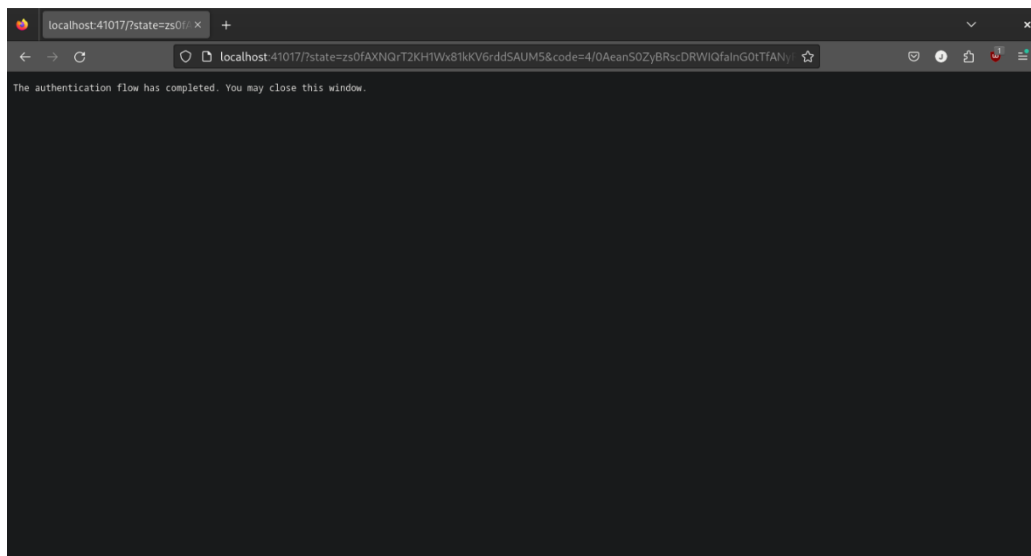 localhost:41017/?state=zs0f
localhost:41017/?state=zs0fAXNQrT2KH1Wx81kKV6rddSAUM5&code=4/0AeanS0ZyBRscDRWIQfaInG0tTfANy
The authentication flow has completed. You may close this window.